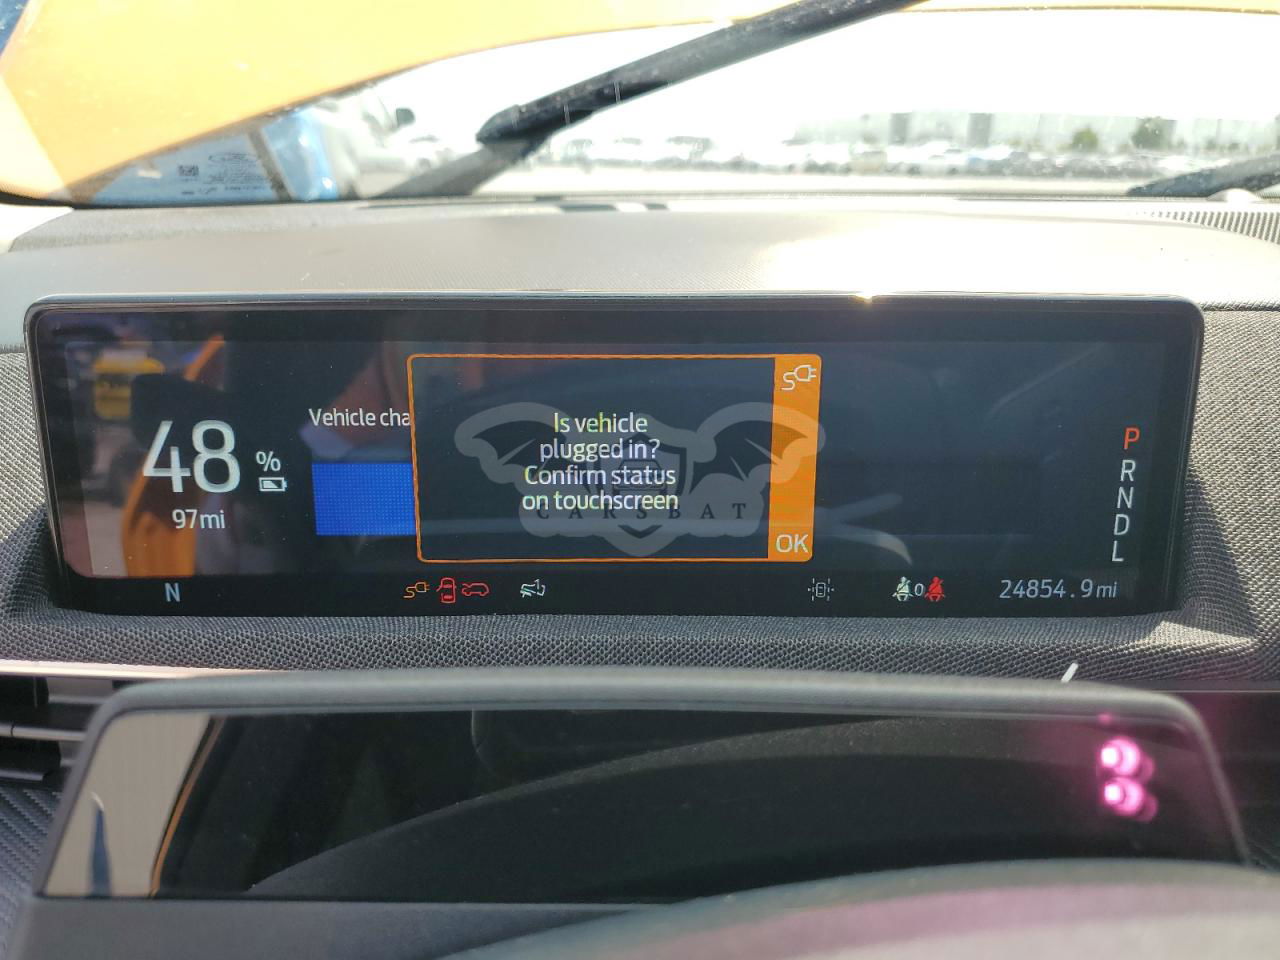 48 %
97mi
Vehicle cha
Is vehicle
plugged in?
Confirm status
on touchscreen
OK
CARSBAT
P
R
N
D
L
N
0
24854.9mi